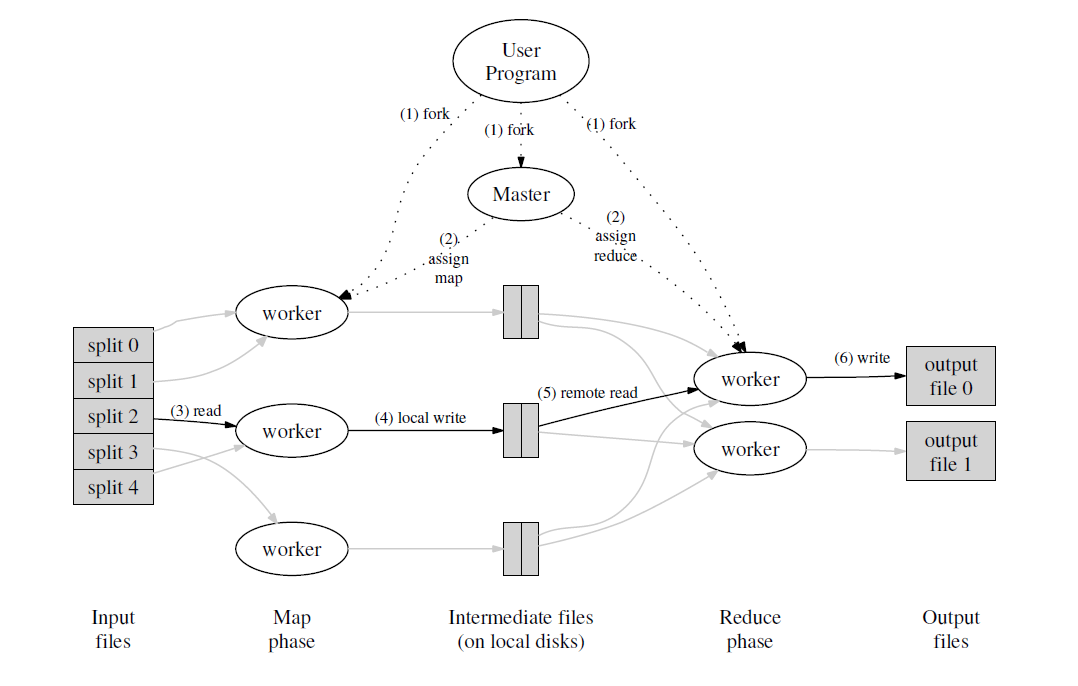 User
Program
(1) fork
(1) fork
(1) fork
Master
(2)
assign
map
(2)
assign
reduce
worker
split 0
split 1
split 2
split 3
split 4
(3) read
worker
(4) local write
(5) remote read
worker
worker
(6) write
output
file 0
worker
output
file 1
Input
files
Map
phase
Intermediate files
(on local disks)
Reduce
phase
Output
files